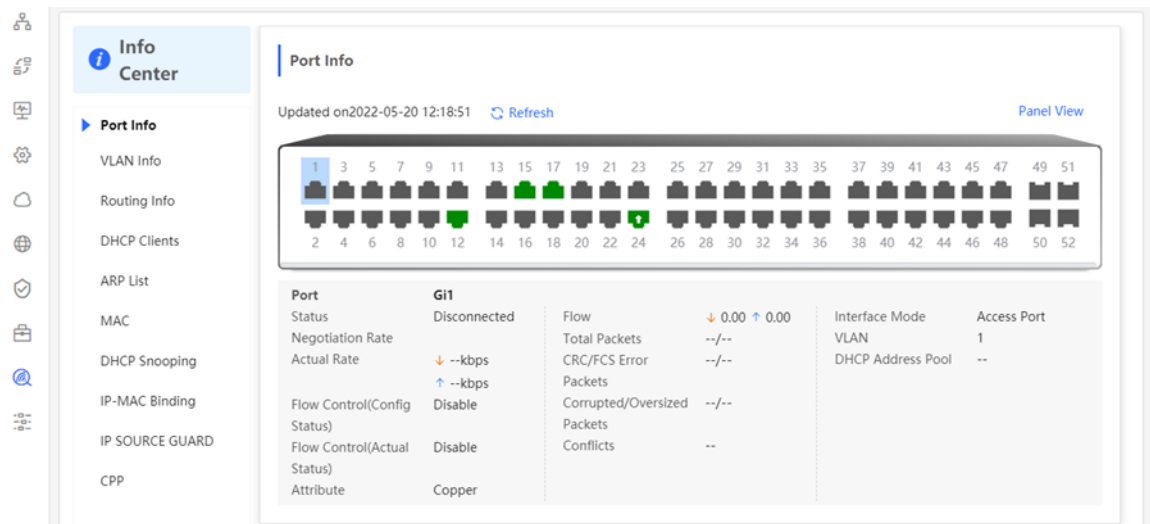 Info
Center
Port Info
VLAN Info
Routing Info
DHCP Clients
ARP List
MAC
DHCP Snooping
IP-MAC Binding
IP SOURCE GUARD
CPP
Port Info
Updated on2022-05-20 12:18:51 Refresh Panel View
1 3 5 7 9 11 13 15 17 19 21 23 25 27 29 31 33 35 37 39 41 43 45 47 49 51
2 4 6 8 10 12 14 16 18 20 22 24 26 28 30 32 34 36 38 40 42 44 46 48 50 52
Port Gi1
Status Disconnected
Negotiation Rate
Actual Rate ↓ --kbps
↑ --kbps
Flow Control(Config
Status) Disable
Flow Control(Actual
Status) Disable
Attribute Copper
Flow ↓ 0.00 ↑ 0.00
Total Packets --/--
CRC/FCS Error
Packets --/--
Corrupted/Oversized
Packets --/--
Conflicts --
Interface Mode Access Port
VLAN 1
DHCP Address Pool --